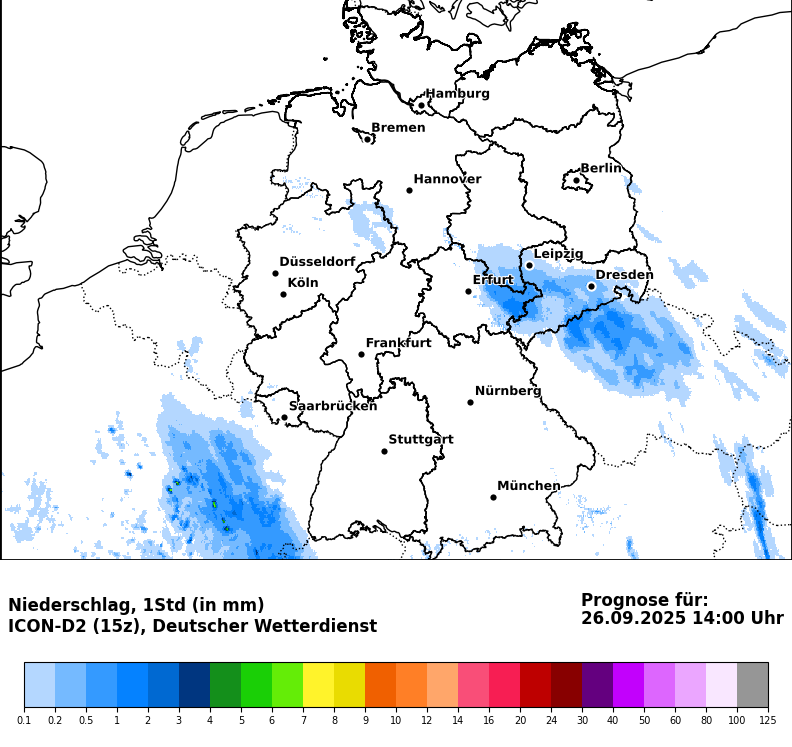 Hamburg
Bremen
Berlin
Hannover
Leipzig
Düsseldorf
Dresden
Köln
Erfurt
Frankfurt
Nürnberg
Saarbrücken
Stuttgart
München
Niederschlag, 1Std (in mm)
ICON-D2 (15z), Deutscher Wetterdienst
Prognose für:
26.09.2025 14:00 Uhr
0.1 0.2 0.5 1 2 3 4 5 6 7 8 9 10 12 14 16 20 24 30 40 50 60 80 100 125